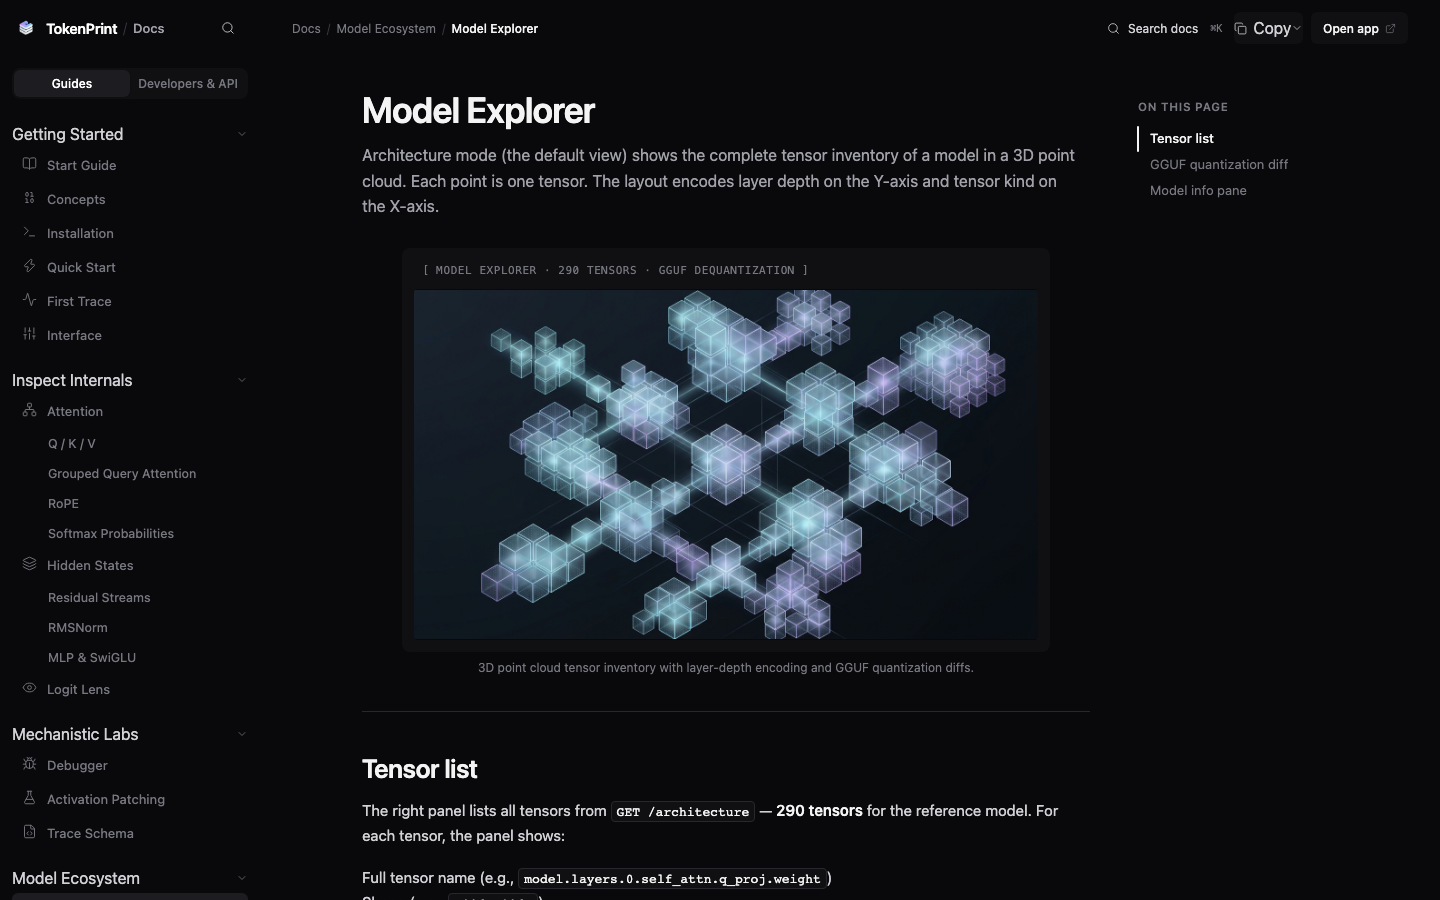 TokenPrint / Docs
Docs / Model Ecosystem / Model Explorer
Search docs ⌘K
Copy
Open app
Guides
Developers & API
Getting Started
Start Guide
Concepts
Installation
Quick Start
First Trace
Interface
Inspect Internals
Attention
Q / K / V
Grouped Query Attention
RoPE
Softmax Probabilities
Hidden States
Residual Streams
RMSNorm
MLP & SwiGLU
Logit Lens
Mechanistic Labs
Debugger
Activation Patching
Trace Schema
Model Ecosystem
Model Explorer
Architecture mode (the default view) shows the complete tensor inventory of a model in a 3D point
cloud. Each point is one tensor. The layout encodes layer depth on the Y-axis and tensor kind on
the X-axis.
[ MODEL EXPLORER · 290 TENSORS · GGUF DEQUANTIZATION ]
3D point cloud tensor inventory with layer-depth encoding and GGUF quantization diffs.
Tensor list
The right panel lists all tensors from GET /architecture — 290 tensors for the reference model. For
each tensor, the panel shows:
Full tensor name (e.g., model.layers.0.self_attn.q_proj.weight)
ON THIS PAGE
Tensor list
GGUF quantization diff
Model info pane